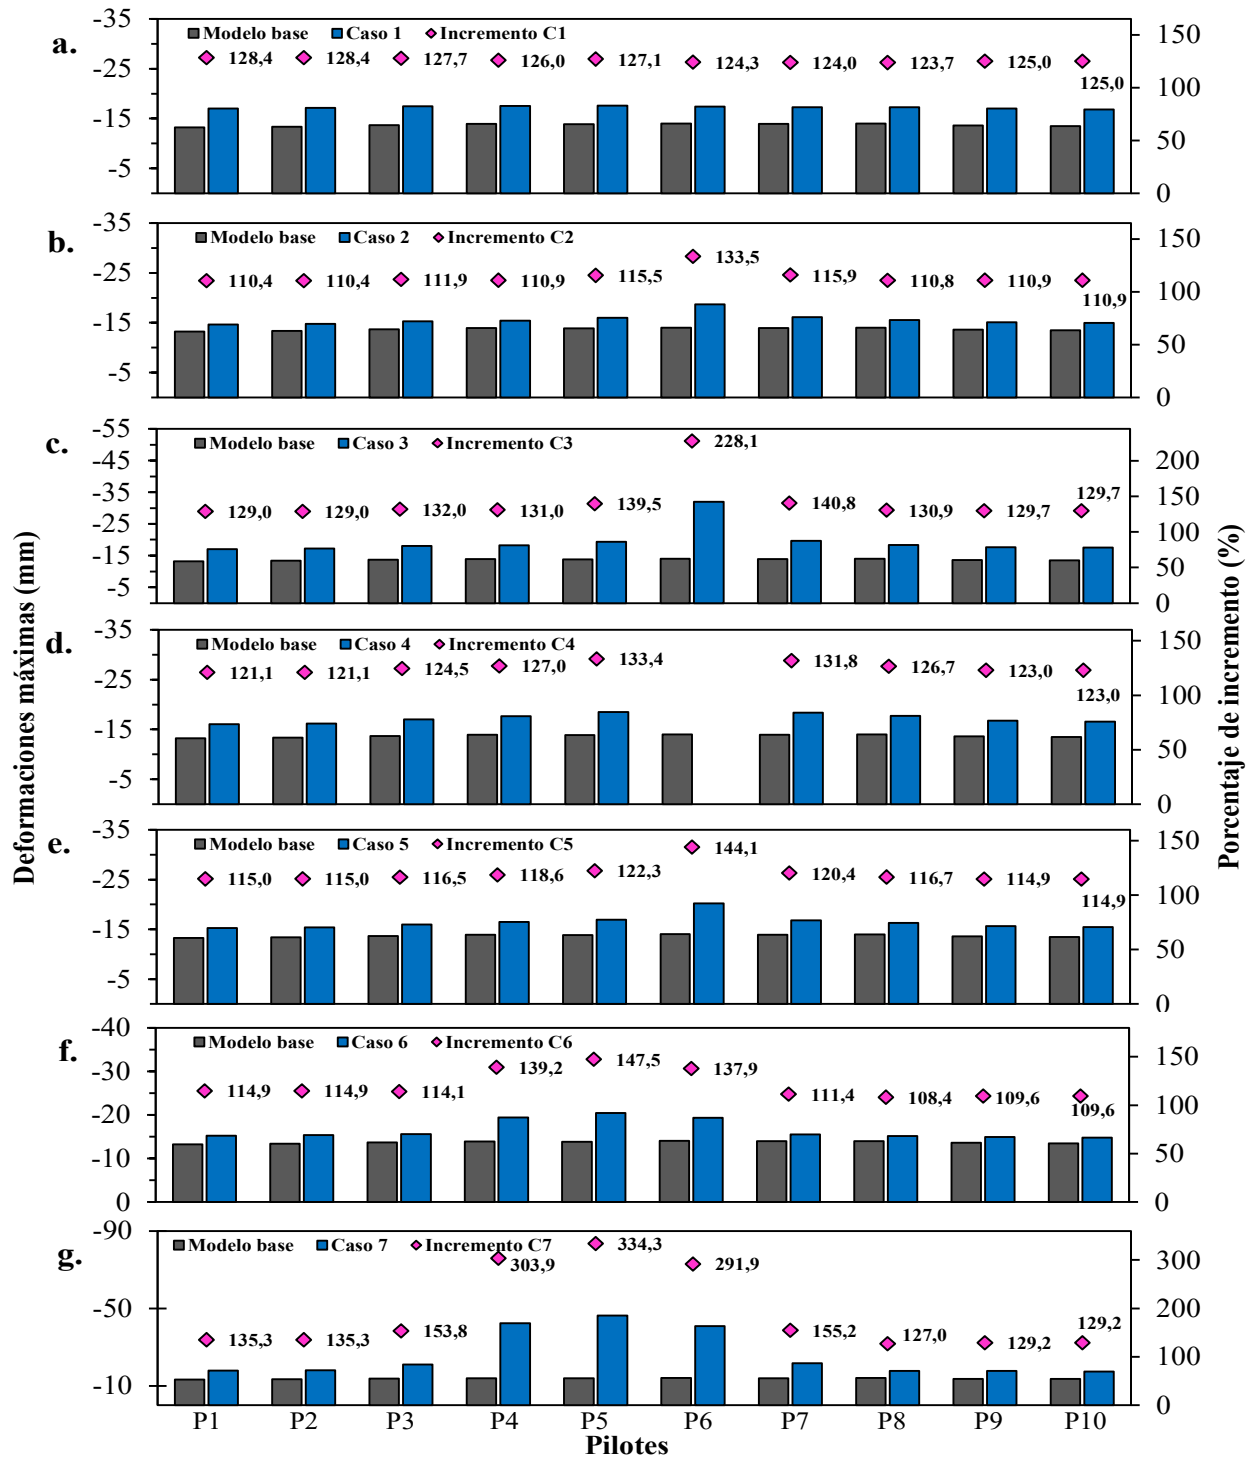 a.
Modelo base Caso 1 Incremento C1
-35
-25
-15
-5
150
100
50
0
128,4 128,4 127,7 126,0 127,1 124,3 124,0 123,7 125,0 125,0
b.
Modelo base Caso 2 Incremento C2
-35
-25
-15
-5
150
100
50
0
110,4 110,4 111,9 110,9 115,5 133,5 115,9 110,8 110,9 110,9
c.
Modelo base Caso 3 Incremento C3
-55
-45
-35
-25
-15
-5
200
150
100
50
0
129,0 129,0 132,0 131,0 139,5 228,1 140,8 130,9 129,7 129,7
d.
Modelo base Caso 4 Incremento C4
-35
-25
-15
-5
150
100
50
0
121,1 121,1 124,5 127,0 133,4 131,8 126,7 123,0 123,0
e.
Modelo base Caso 5 Incremento C5
-35
-25
-15
-5
150
100
50
0
115,0 115,0 116,5 118,6 122,3 144,1 120,4 116,7 114,9 114,9
f.
Modelo base Caso 6 Incremento C6
-40
-30
-20
-10
0
150
100
50
0
114,9 114,9 114,1 139,2 147,5 137,9 111,4 108,4 109,6 109,6
g.
Modelo base Caso 7 Incremento C7
-90
-50
-10
300
200
100
0
135,3 135,3 153,8 303,9 334,3 291,9 155,2 127,0 129,2 129,2
P1 P2 P3 P4 P5 P6 P7 P8 P9 P10
Pilotes
Deformaciones máximas (mm)
Porcentaje de incremento (%)